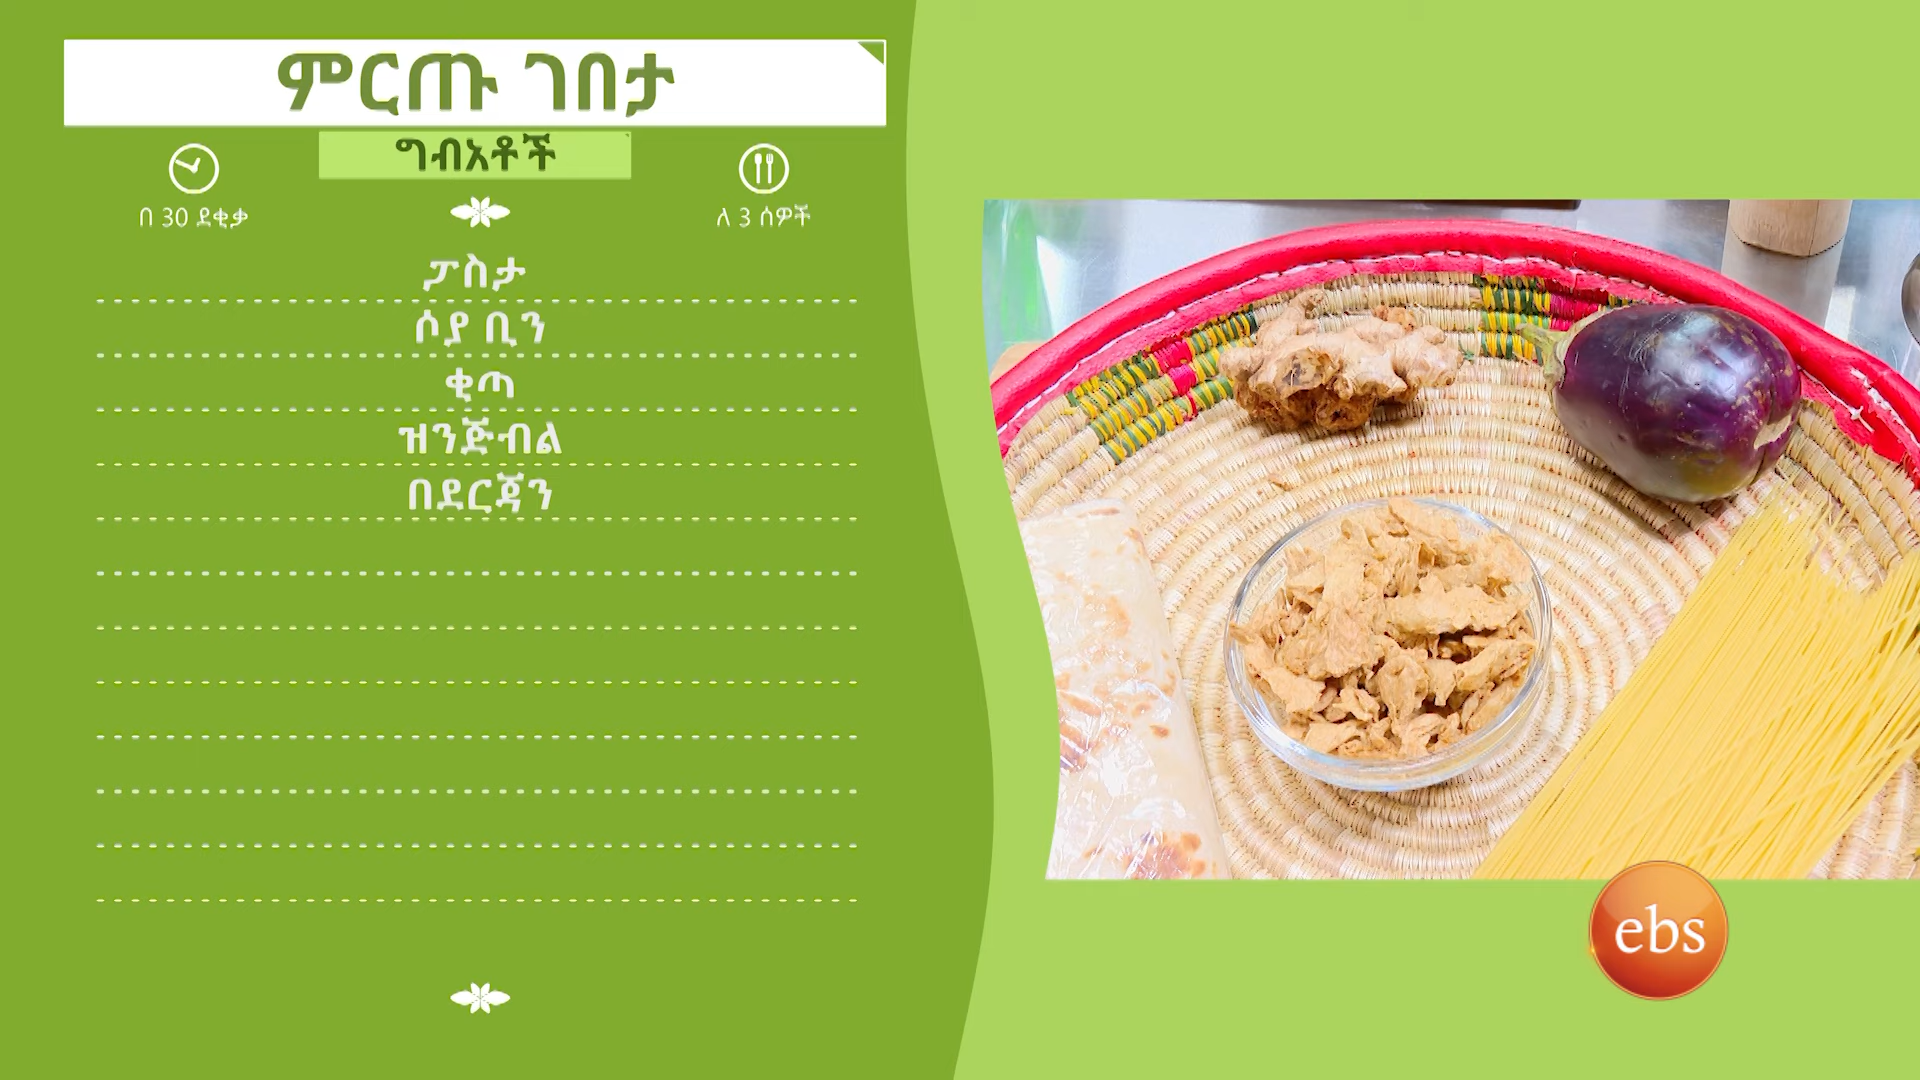 ምርጡ ገበታ
ግብአቶች
በ 30 ደቂቃ
ለ 3 ሰዎች
ፓስታ
ሶያ ቢን
ቂጣ
ዝንጅብል
በደርጃን
ebs